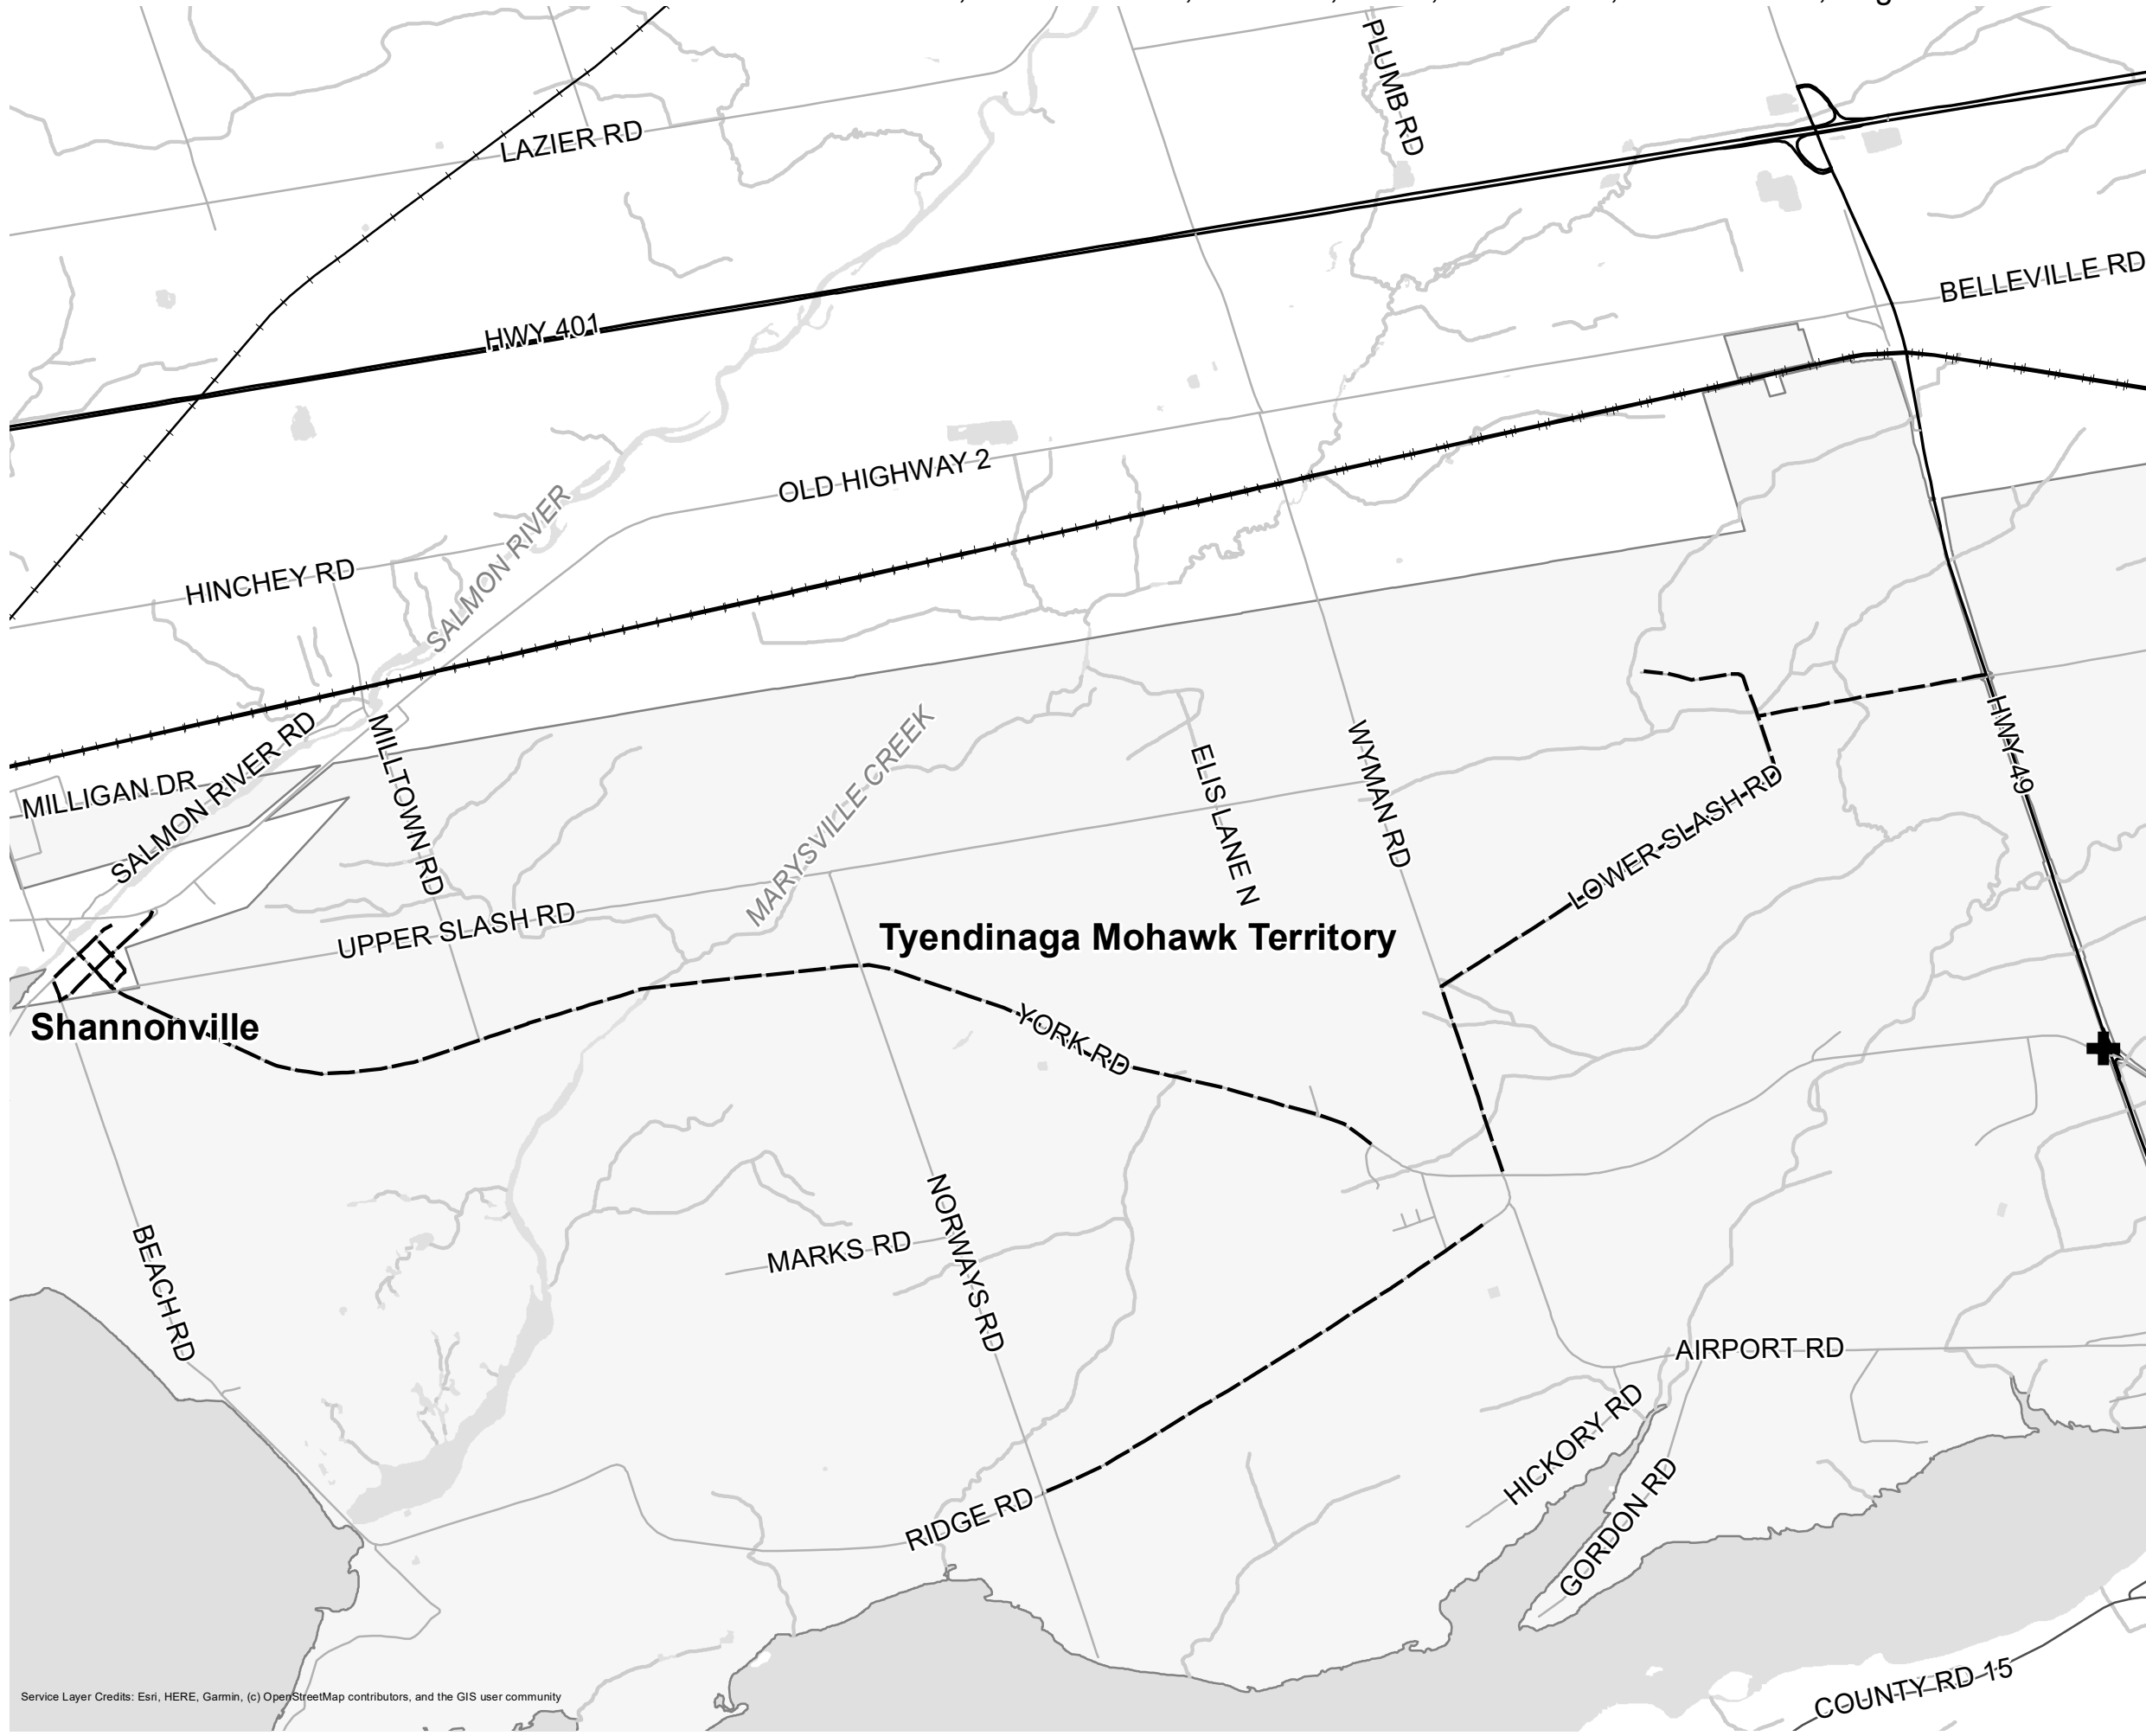 PLUMB RD
LAZIER RD
BELLEVILLE RD
HWY 401
OLD HIGHWAY 2
SALMON RIVER
HINCHEY RD
MILLIGAN DR
SALMON RIVER RD
MILLTOWN RD
MARYSVILLE CREEK
ELIS LANE N
WYMAN RD
HWY 49
LOWER SLASH RD
UPPER SLASH RD
Tyendinaga Mohawk Territory
Shannonville
YORK RD
BEACH RD
MARKS RD
NORWAYS RD
AIRPORT RD
HICKORY RD
RIDGE RD
GORDON RD
COUNTY RD 15
Service Layer Credits: Esri, HERE, Garmin, (c) OpenStreetMap contributors, and the GIS user community